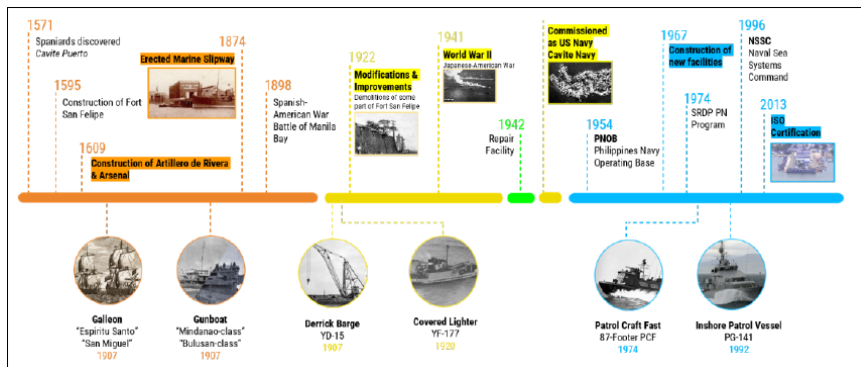 1571
Spaniards discovered
Cavite Puerto
1595
Construction of Fort
San Felipe
1609
Construction of Artillero de Rivera
& Arsenal
1874
Erected Marine Slipway
1898
Spanish-
American War
Battle of Manila
Bay
1922
Modifications &
Improvements
Demolitions of some
part of Fort San Felipe
1941
World War II
Japanese-American War
1942
Repair
Facility
Commissioned
as US Navy
Cavite Navy
1954
PNOB
Philippines Navy
Operating Base
1967
Construction of
new facilities
1974
SRDP PN
Program
1996
NSSC
Naval Sea
Systems
Command
2013
ISO
Certification
Galleon
"Espiritu Santo"
"San Miguel"
1907
Gunboat
"Mindanao-class"
"Bulusan-class"
1907
Derrick Barge
YD-15
1907
Covered Lighter
YF-177
1920
Patrol Craft Fast
87-Footer PCF
1974
Inshore Patrol Vessel
PG-141
1992